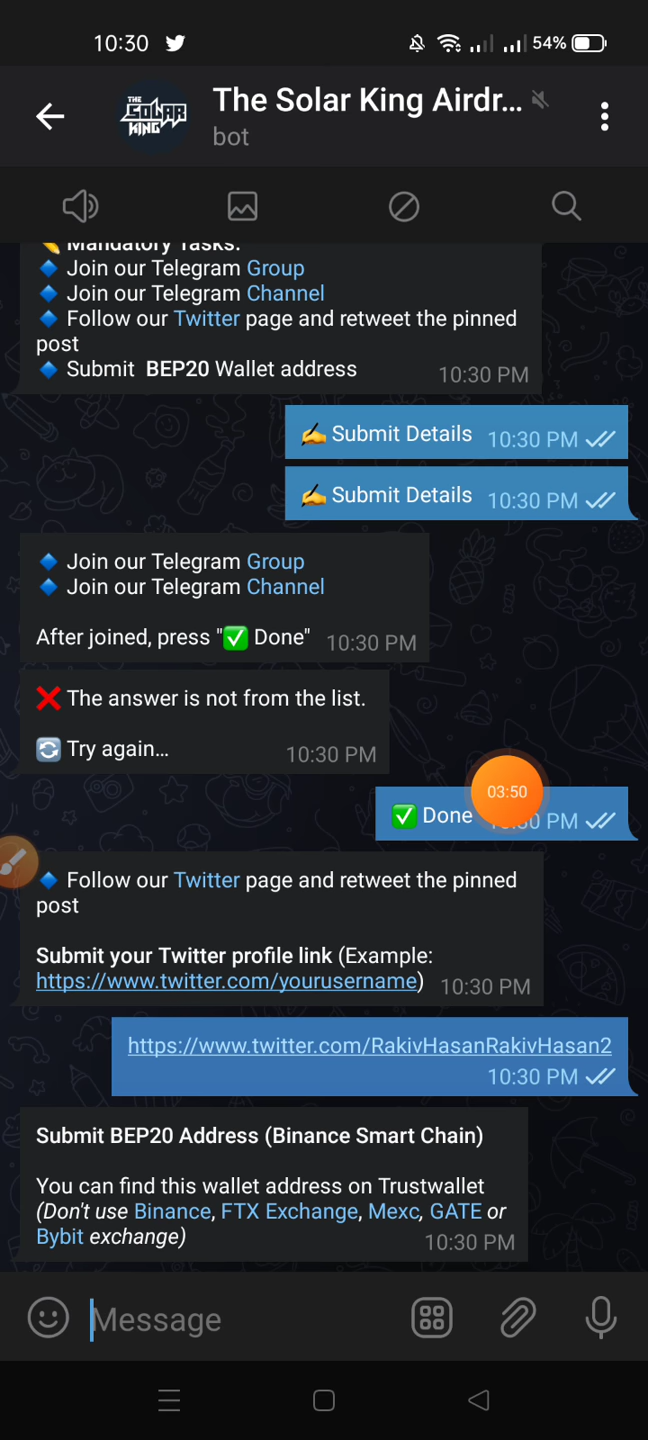 10:30 54%
THE SOLAR KING
The Solar King Airdr...
bot
Mandatory Tasks:
🔷 Join our Telegram Group
🔷 Join our Telegram Channel
🔷 Follow our Twitter page and retweet the pinned
post
🔷 Submit BEP20 Wallet address 10:30 PM
✍️ Submit Details 10:30 PM
✍️ Submit Details 10:30 PM
🔷 Join our Telegram Group
🔷 Join our Telegram Channel
After joined, press "✅ Done" 10:30 PM
❌ The answer is not from the list.
🔄 Try again… 10:30 PM
03:50
✅ Done PM
🔷 Follow our Twitter page and retweet the pinned
post
Submit your Twitter profile link (Example:
https://www.twitter.com/yourusername) 10:30 PM
https://www.twitter.com/RakivHasanRakivHasan2
10:30 PM
Submit BEP20 Address (Binance Smart Chain)
You can find this wallet address on Trustwallet
(Don't use Binance, FTX Exchange, Mexc, GATE or
Bybit exchange) 10:30 PM
Message